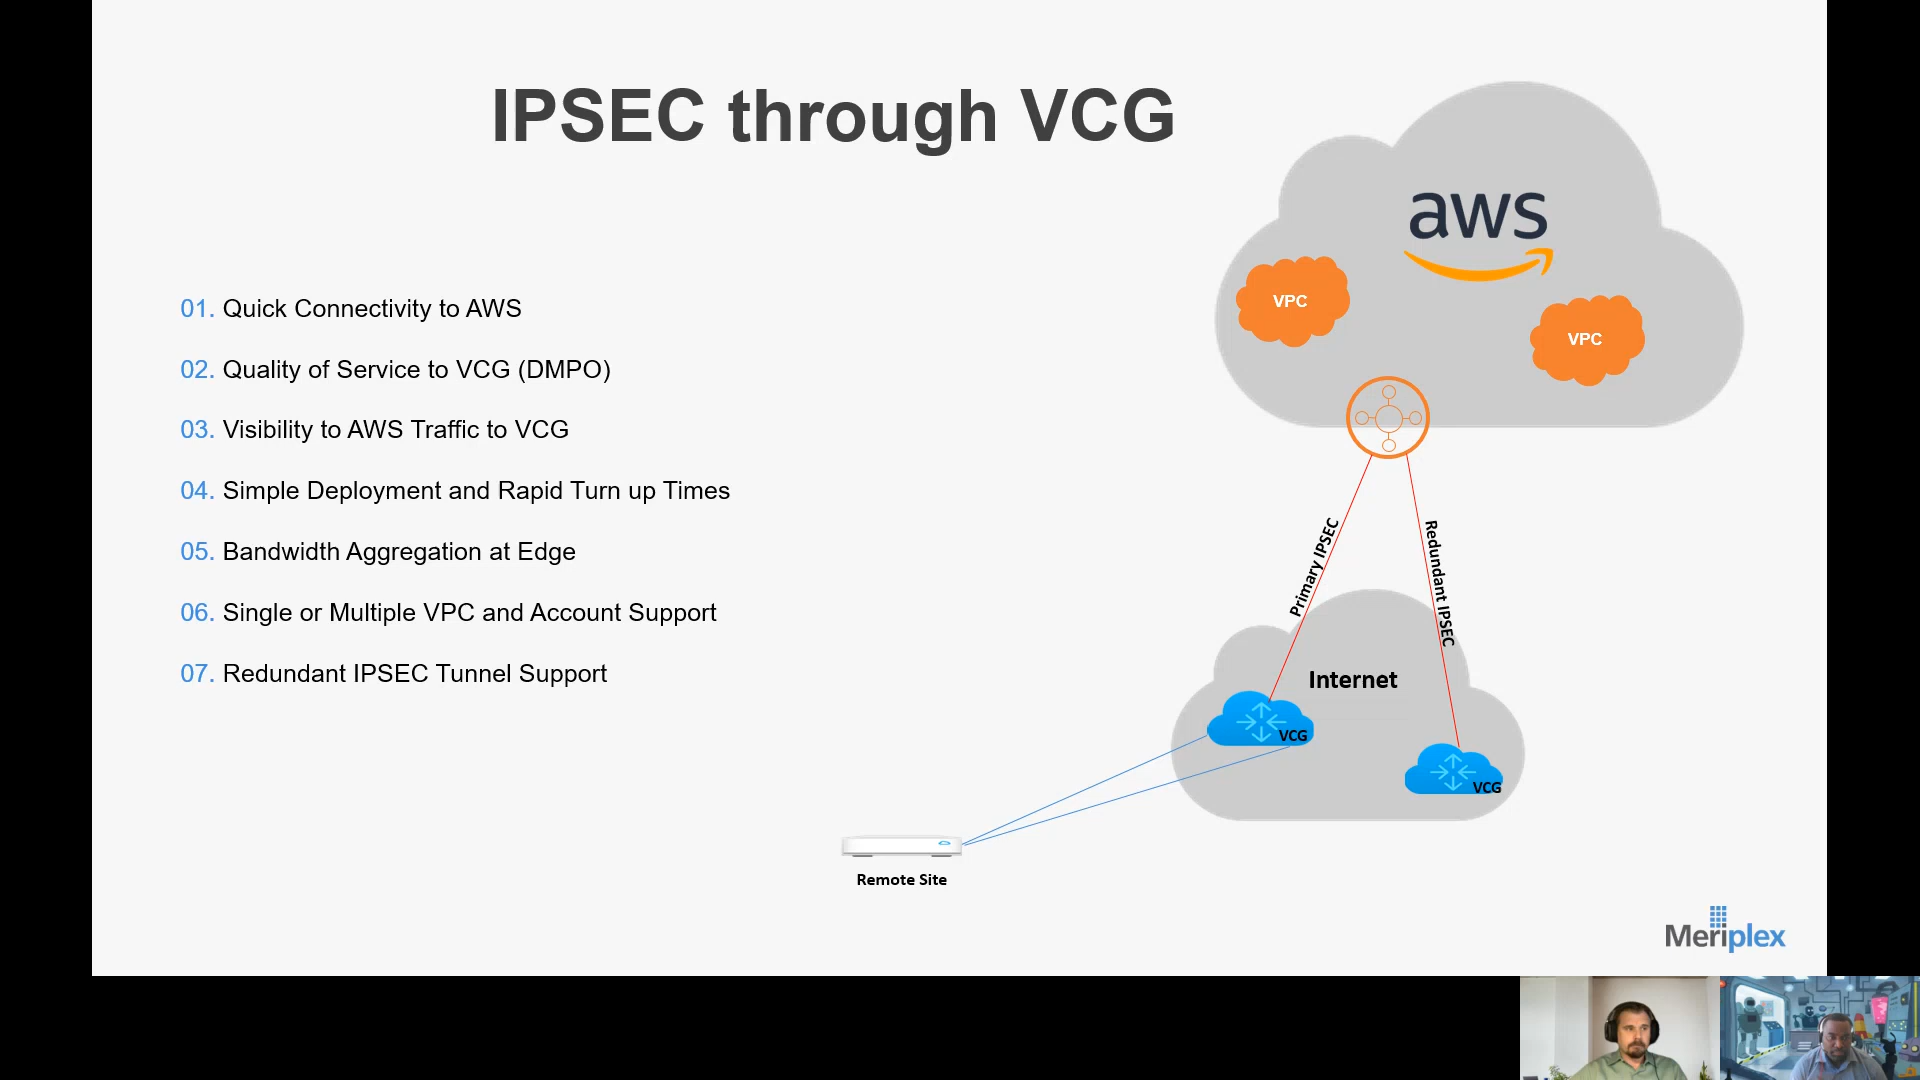 IPSEC through VCG
aws
VPC
VPC
01. Quick Connectivity to AWS
02. Quality of Service to VCG (DMPO)
03. Visibility to AWS Traffic to VCG
04. Simple Deployment and Rapid Turn up Times
05. Bandwidth Aggregation at Edge
06. Single or Multiple VPC and Account Support
07. Redundant IPSEC Tunnel Support
Primary IPSEC
Redundant IPSEC
Internet
VCG
VCG
Remote Site
Meriplex